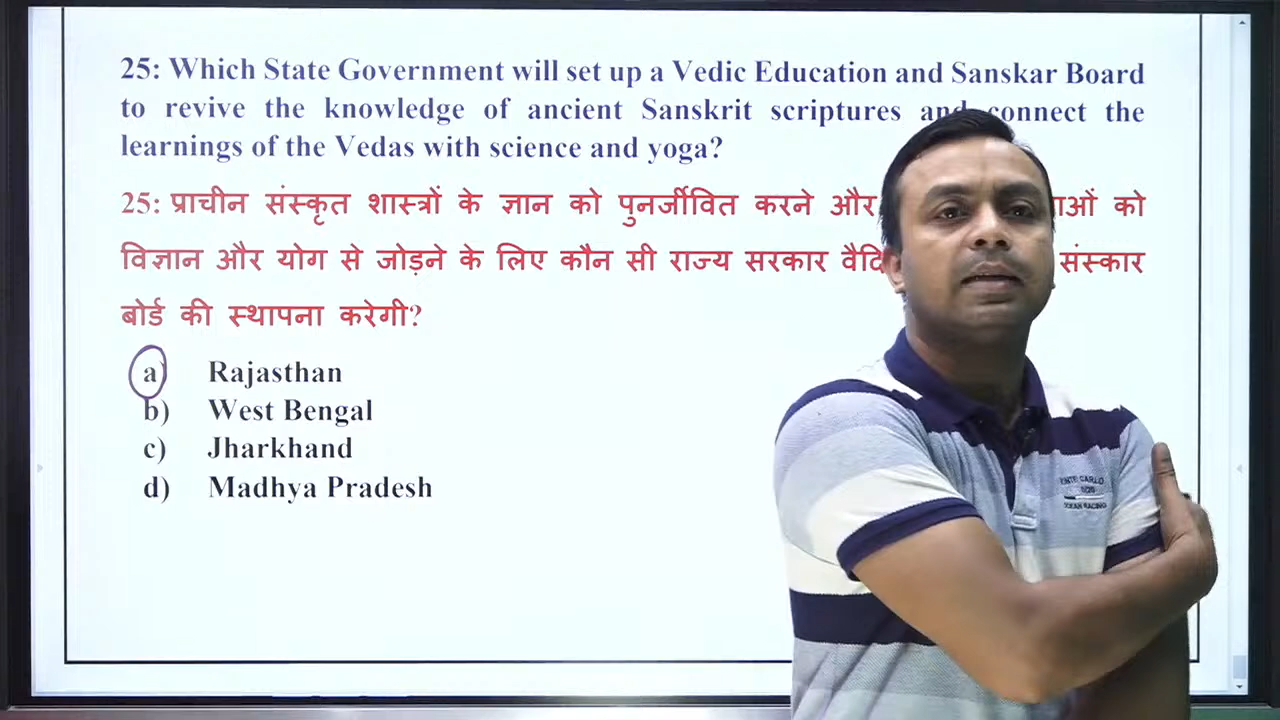 25: Which State Government will set up a Vedic Education and Sanskar Board
to revive the knowledge of ancient Sanskrit scriptures and connect the
learnings of the Vedas with science and yoga?
25: प्राचीन संस्कृत शास्त्रों के ज्ञान को पुनर्जीवित करने और को
विज्ञान और योग से जोड़ने के लिए कौन सी राज्य सरकार संस्कार
बोर्ड की स्थापना करेगी?
a) Rajasthan
b) West Bengal
c) Jharkhand
d) Madhya Pradesh
CARLO
RACING